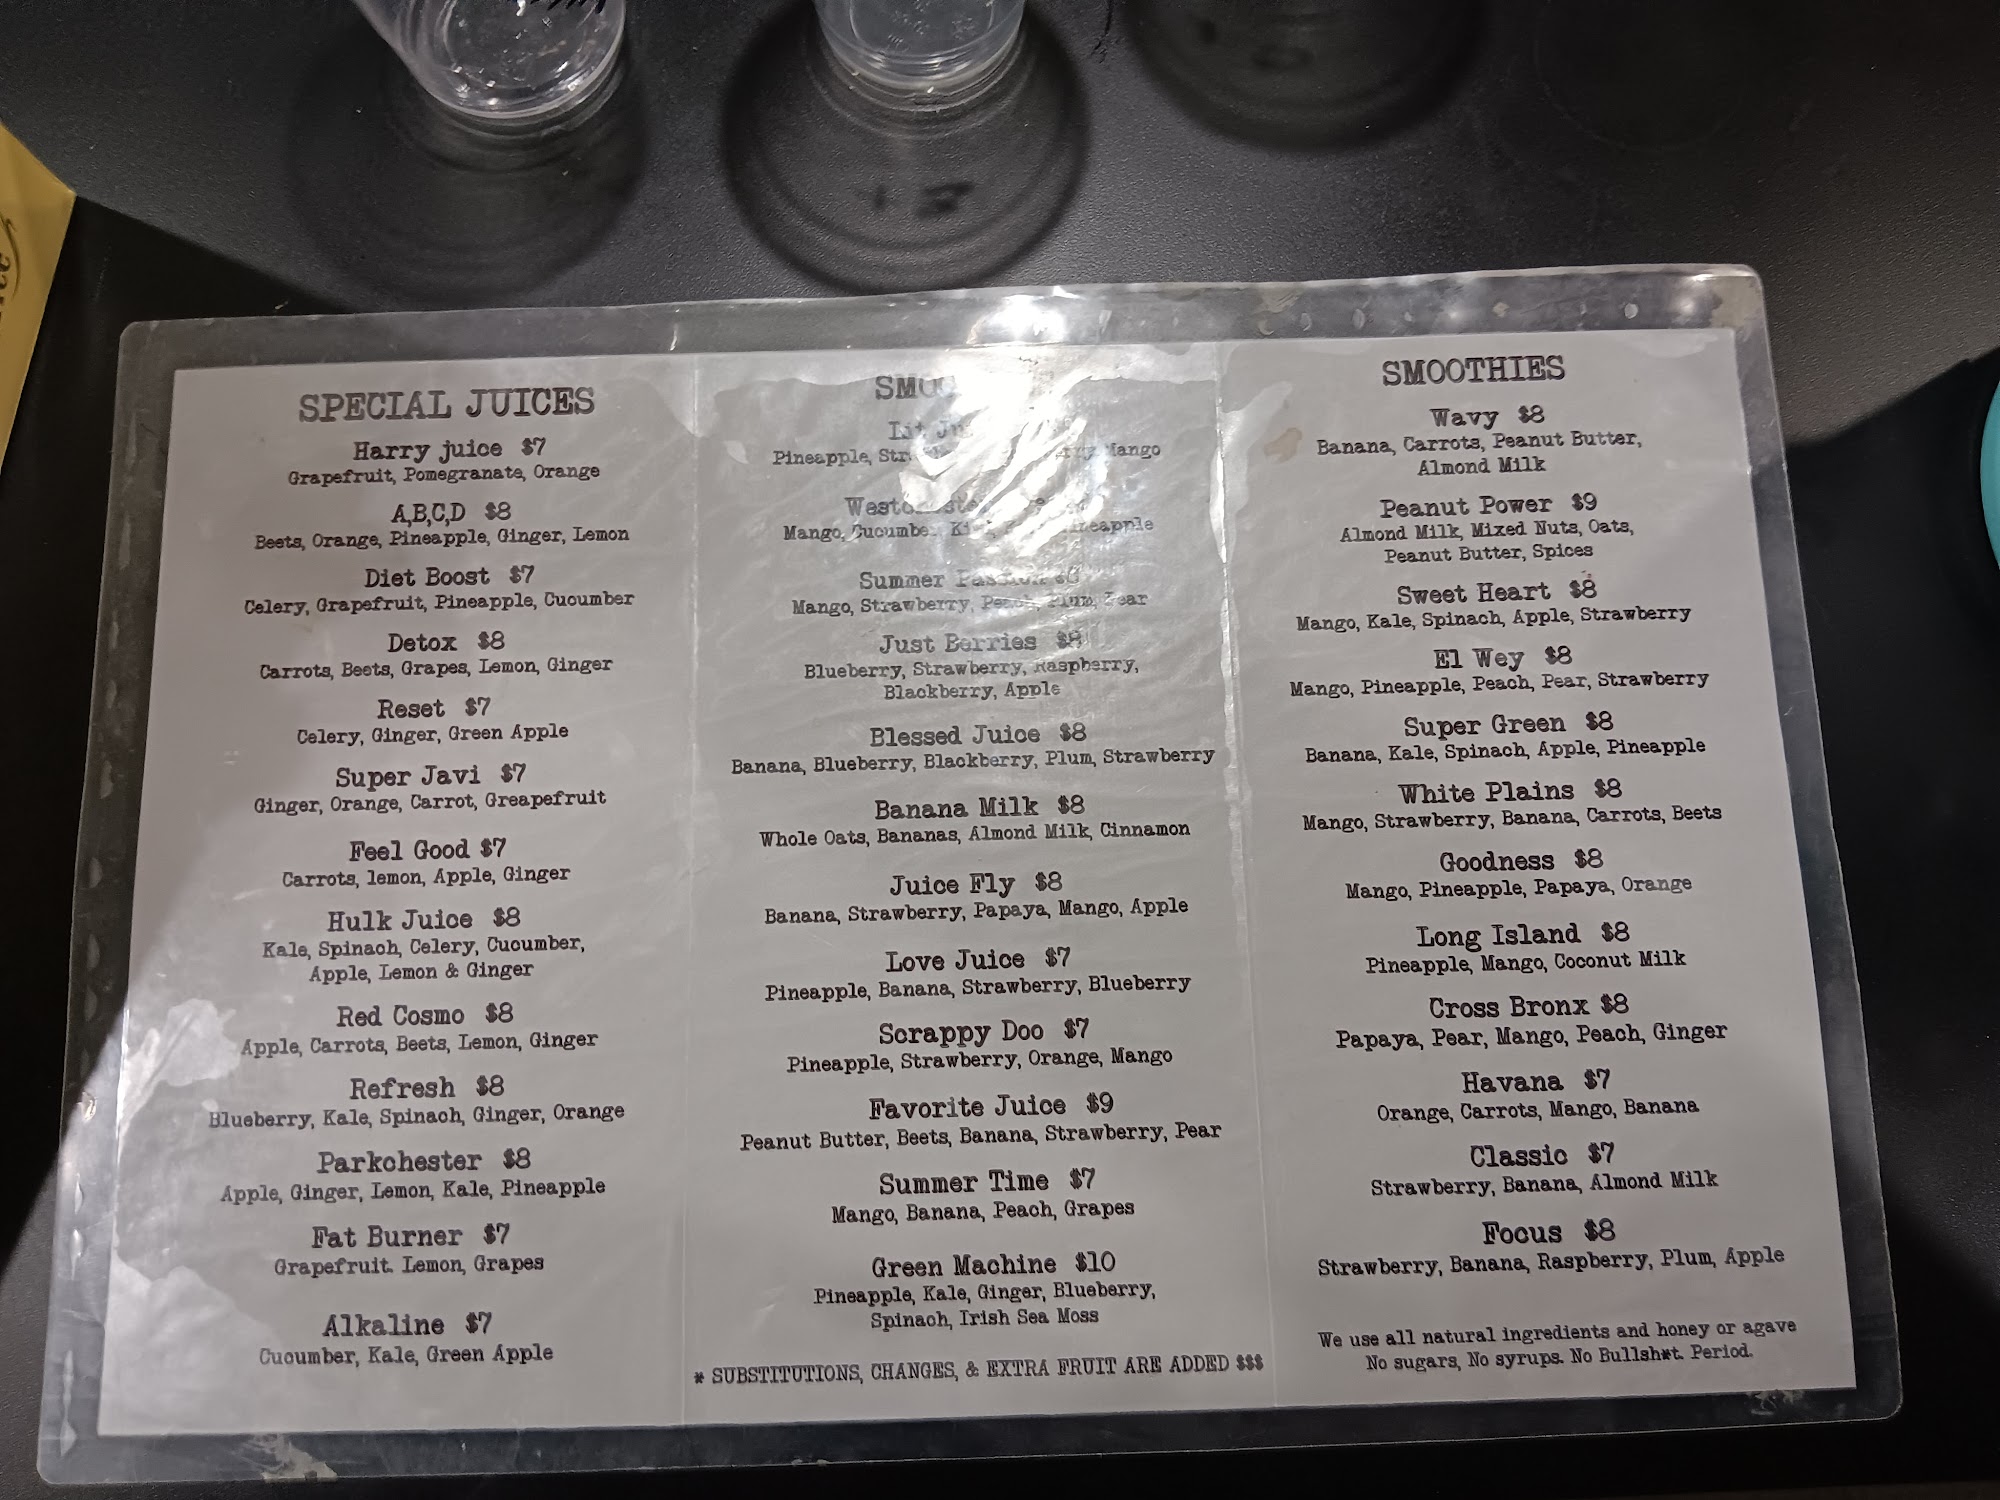 SPECIAL JUICES
Harry juice $7
Grapefruit, Pomegranate, Orange
A,B,C,D $8
Beets, Orange, Pineapple, Ginger, Lemon
Diet Boost $7
Celery, Grapefruit, Pineapple, Cucumber
Detox $8
Carrots, Beets, Grapes, Lemon, Ginger
Reset $7
Celery, Ginger, Green Apple
Super Javi $7
Ginger, Orange, Carrot, Greapefruit
Feel Good $7
Carrots, lemon, Apple, Ginger
Hulk Juice $8
Kale, Spinach, Celery, Cucumber,
Apple, Lemon & Ginger
Red Cosmo $8
Apple, Carrots, Beets, Lemon, Ginger
Refresh $8
Blueberry, Kale, Spinach, Ginger, Orange
Parkchester $8
Apple, Ginger, Lemon, Kale, Pineapple
Fat Burner $7
Grapefruit. Lemon, Grapes
Alkaline $7
Cucumber, Kale, Green Apple
Lit
Pineapple, Mango
Mango, Cucumber, Pineapple
Summer Passion
Mango, Strawberry, Peach, Plum, Pear
Just Berries $8
Blueberry, Strawberry, Raspberry,
Blackberry, Apple
Blessed Juice $8
Banana, Blueberry, Blackberry, Plum, Strawberry
Banana Milk $8
Whole Oats, Bananas, Almond Milk, Cinnamon
Juice Fly $8
Banana, Strawberry, Papaya, Mango, Apple
Love Juice $7
Pineapple, Banana, Strawberry, Blueberry
Scrappy Doo $7
Pineapple, Strawberry, Orange, Mango
Favorite Juice $9
Peanut Butter, Beets, Banana, Strawberry, Pear
Summer Time $7
Mango, Banana, Peach, Grapes
Green Machine $10
Pineapple, Kale, Ginger, Blueberry,
Spinach, Irish Sea Moss
* SUBSTITUTIONS, CHANGES, & EXTRA FRUIT ARE ADDED $$$
SMOOTHIES
Wavy $8
Banana, Carrots, Peanut Butter,
Almond Milk
Peanut Power $9
Almond Milk, Mixed Nuts, Oats,
Peanut Butter, Spices
Sweet Heart $8
Mango, Kale, Spinach, Apple, Strawberry
El Wey $8
Mango, Pineapple, Peach, Pear, Strawberry
Super Green $8
Banana, Kale, Spinach, Apple, Pineapple
White Plains $8
Mango, Strawberry, Banana, Carrots, Beets
Goodness $8
Mango, Pineapple, Papaya, Orange
Long Island $8
Pineapple, Mango, Coconut Milk
Cross Bronx $8
Papaya, Pear, Mango, Peach, Ginger
Havana $7
Orange, Carrots, Mango, Banana
Classic $7
Strawberry, Banana, Almond Milk
Focus $8
Strawberry, Banana, Raspberry, Plum, Apple
We use all natural ingredients and honey or agave
No sugars, No syrups. No Bullsh*t. Period.